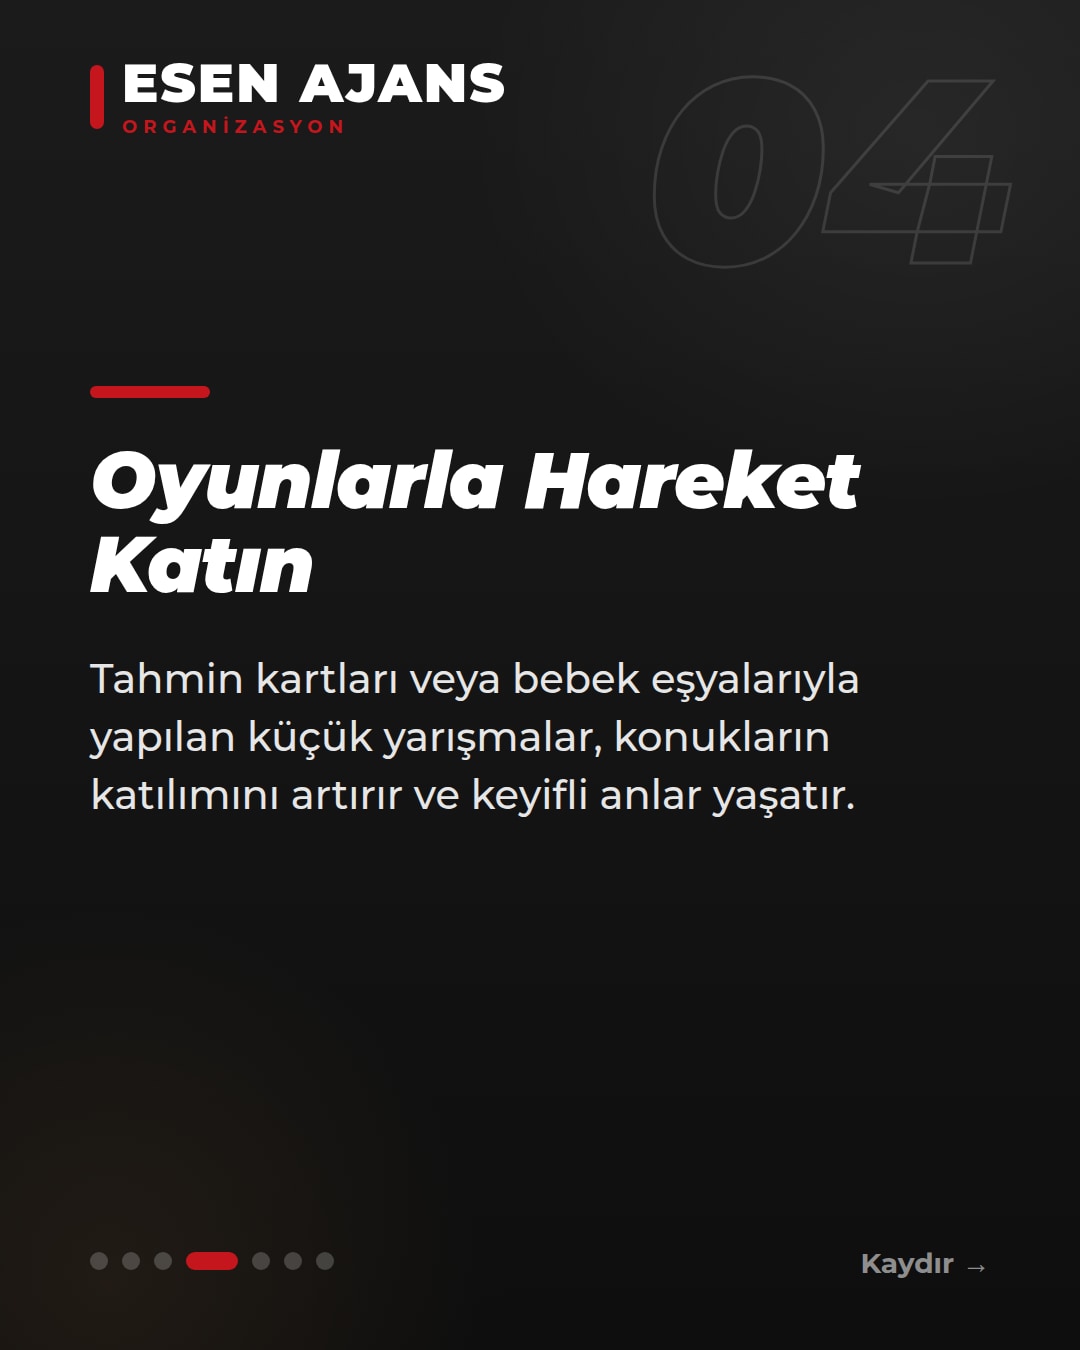 ESEN AJANS
ORGANİZASYON
04
Oyunlarla Hareket
Katın
Tahmin kartları veya bebek eşyalarıyla
yapılan küçük yarışmalar, konukların
katılımını artırır ve keyifli anlar yaşatır.
Kaydır →